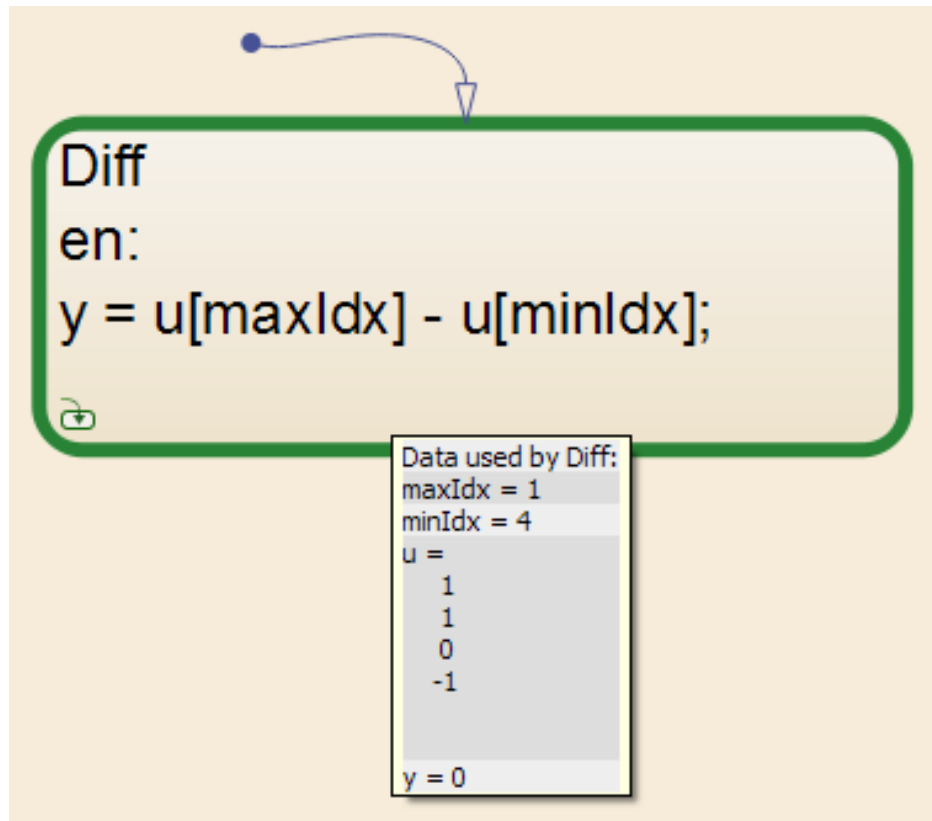 Diff
en:
y = u[maxIdx] - u[minIdx];
Data used by Diff:
maxIdx = 1
minIdx = 4
u =
1
1
0
-1
y = 0